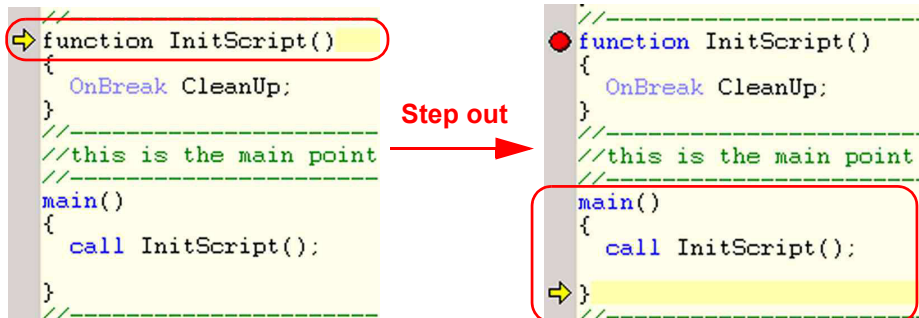 //----------------------
function InitScript()
{
OnBreak CleanUp;
}
//----------------------
//this is the main point
//----------------------
main()
{
call InitScript();
}
//----------------------
Step out
//----------------------
function InitScript()
{
OnBreak CleanUp;
}
//----------------------
//this is the main point
//----------------------
main()
{
call InitScript();
}
//----------------------